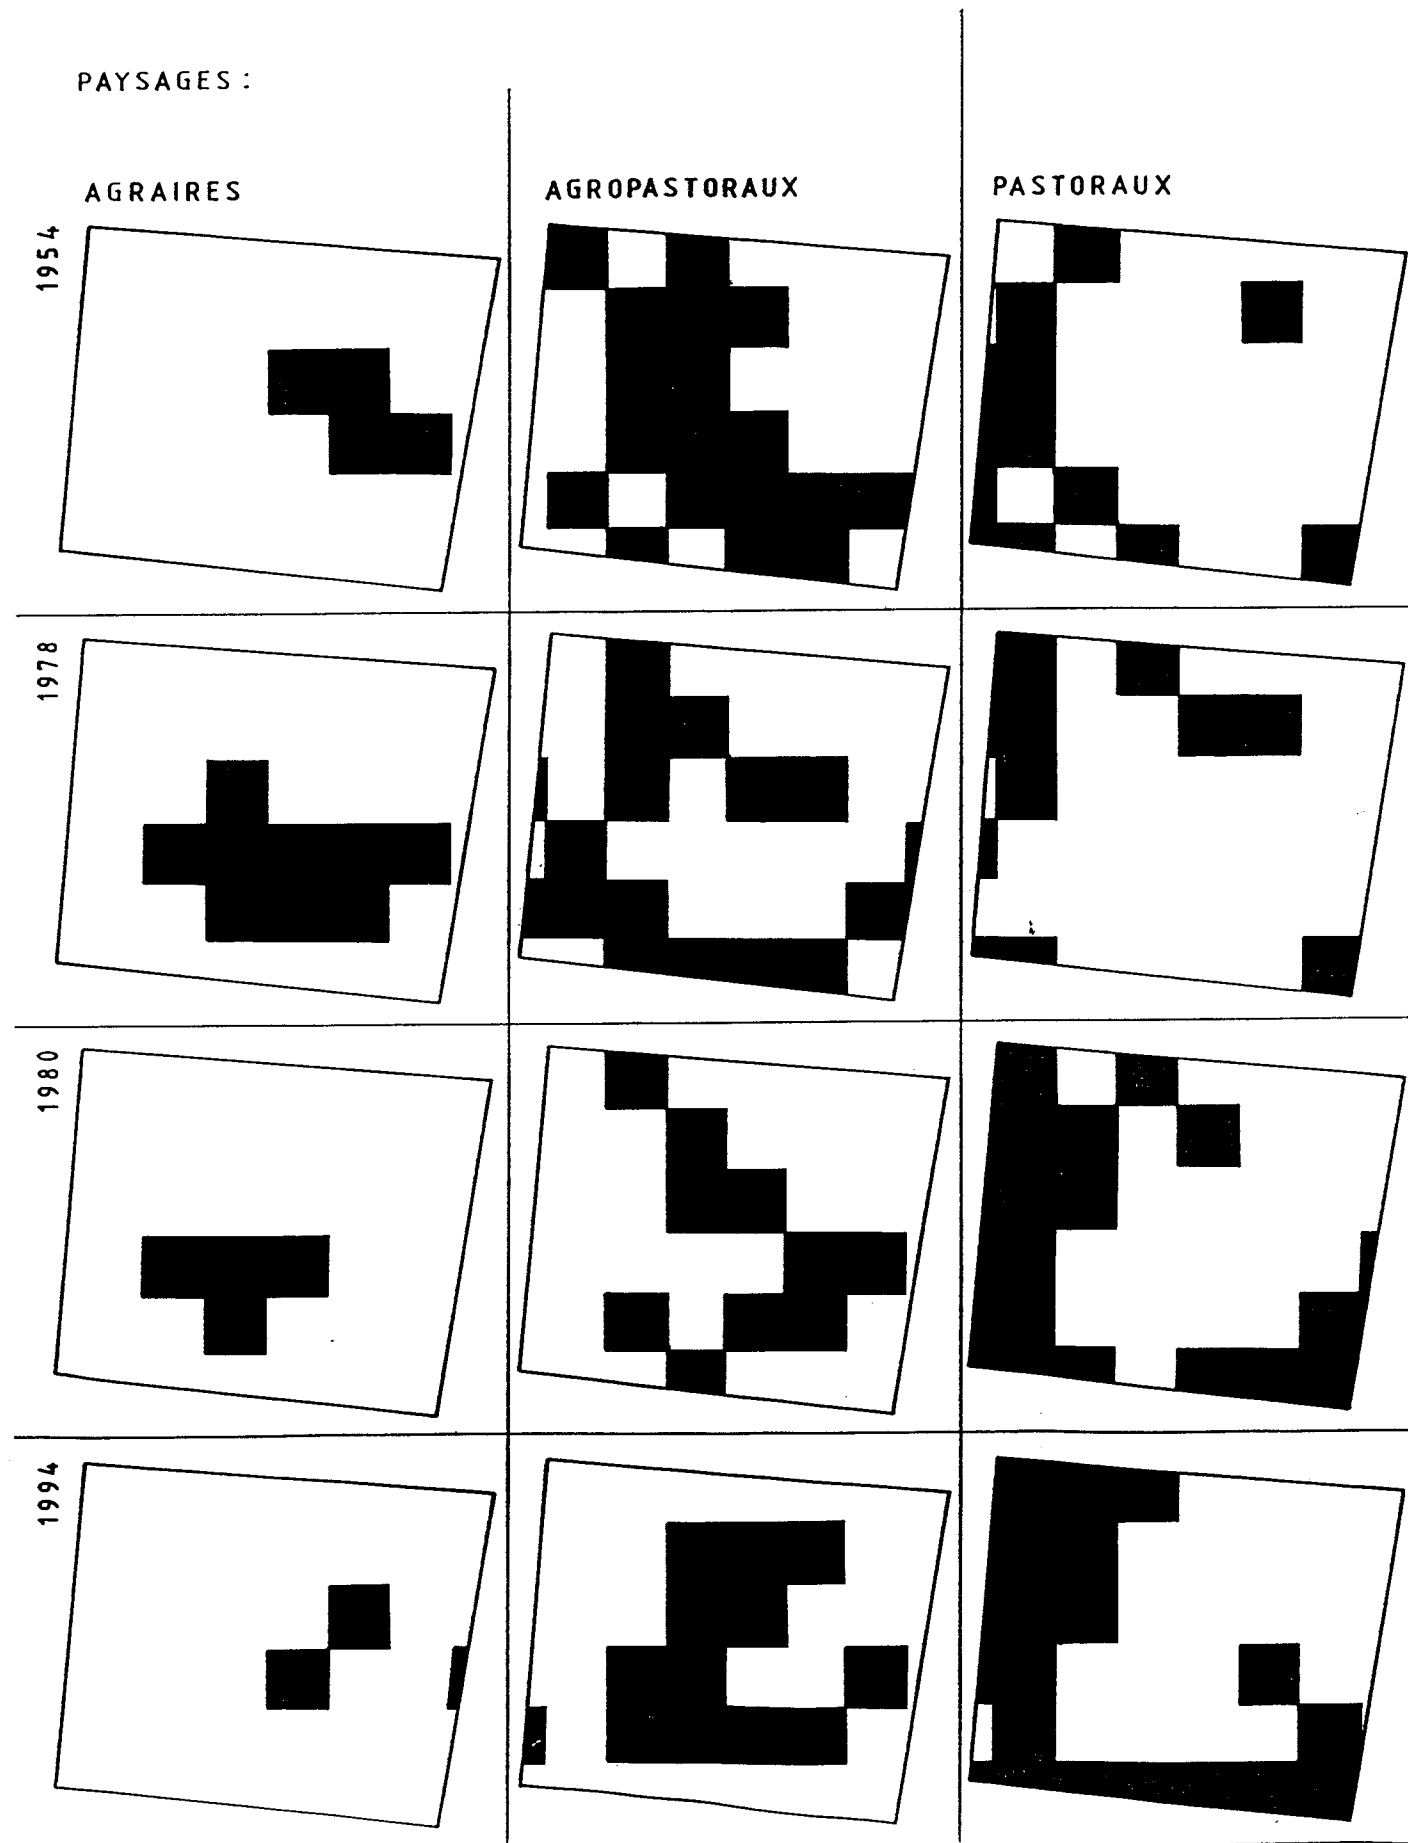 PAYSAGES :
AGRAIRES
AGROPASTORAUX
PASTORAUX
1954
1978
1980
1994